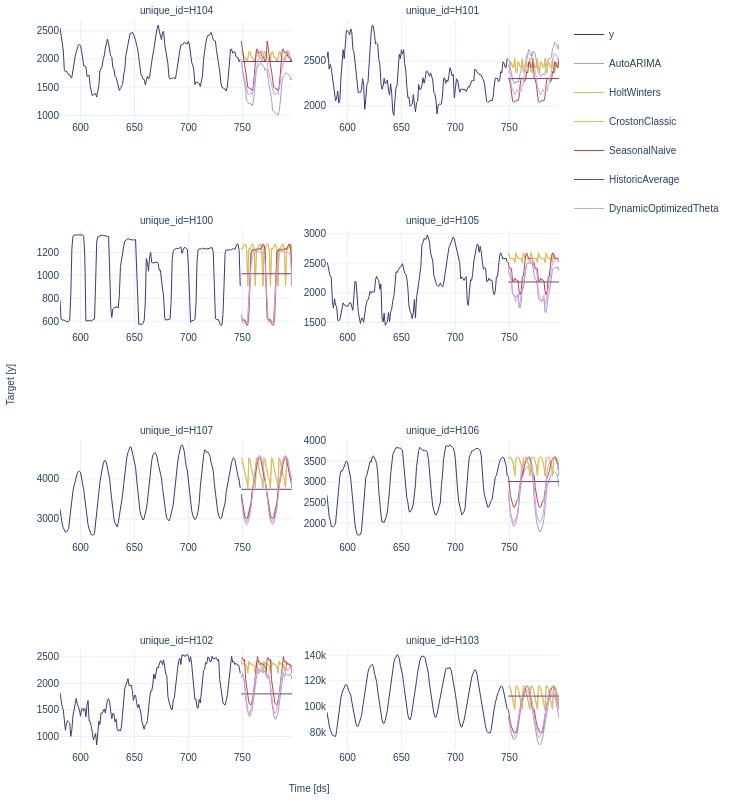 unique_id=H104
unique_id=H101
2500
2000
1500
1000
600
650
700
750
2500
2000
600
650
700
750
y
AutoARIMA
HoltWinters
CrostonClassic
SeasonalNaive
HistoricAverage
DynamicOptimizedTheta
unique_id=H100
unique_id=H105
1200
1000
800
600
600
650
700
750
3000
2500
2000
1500
600
650
700
750
Target [y]
unique_id=H107
unique_id=H106
4000
3000
600
650
700
750
4000
3500
3000
2500
2000
600
650
700
750
unique_id=H102
unique_id=H103
2500
2000
1500
1000
600
650
700
750
140k
120k
100k
80k
600
650
700
750
Time [ds]